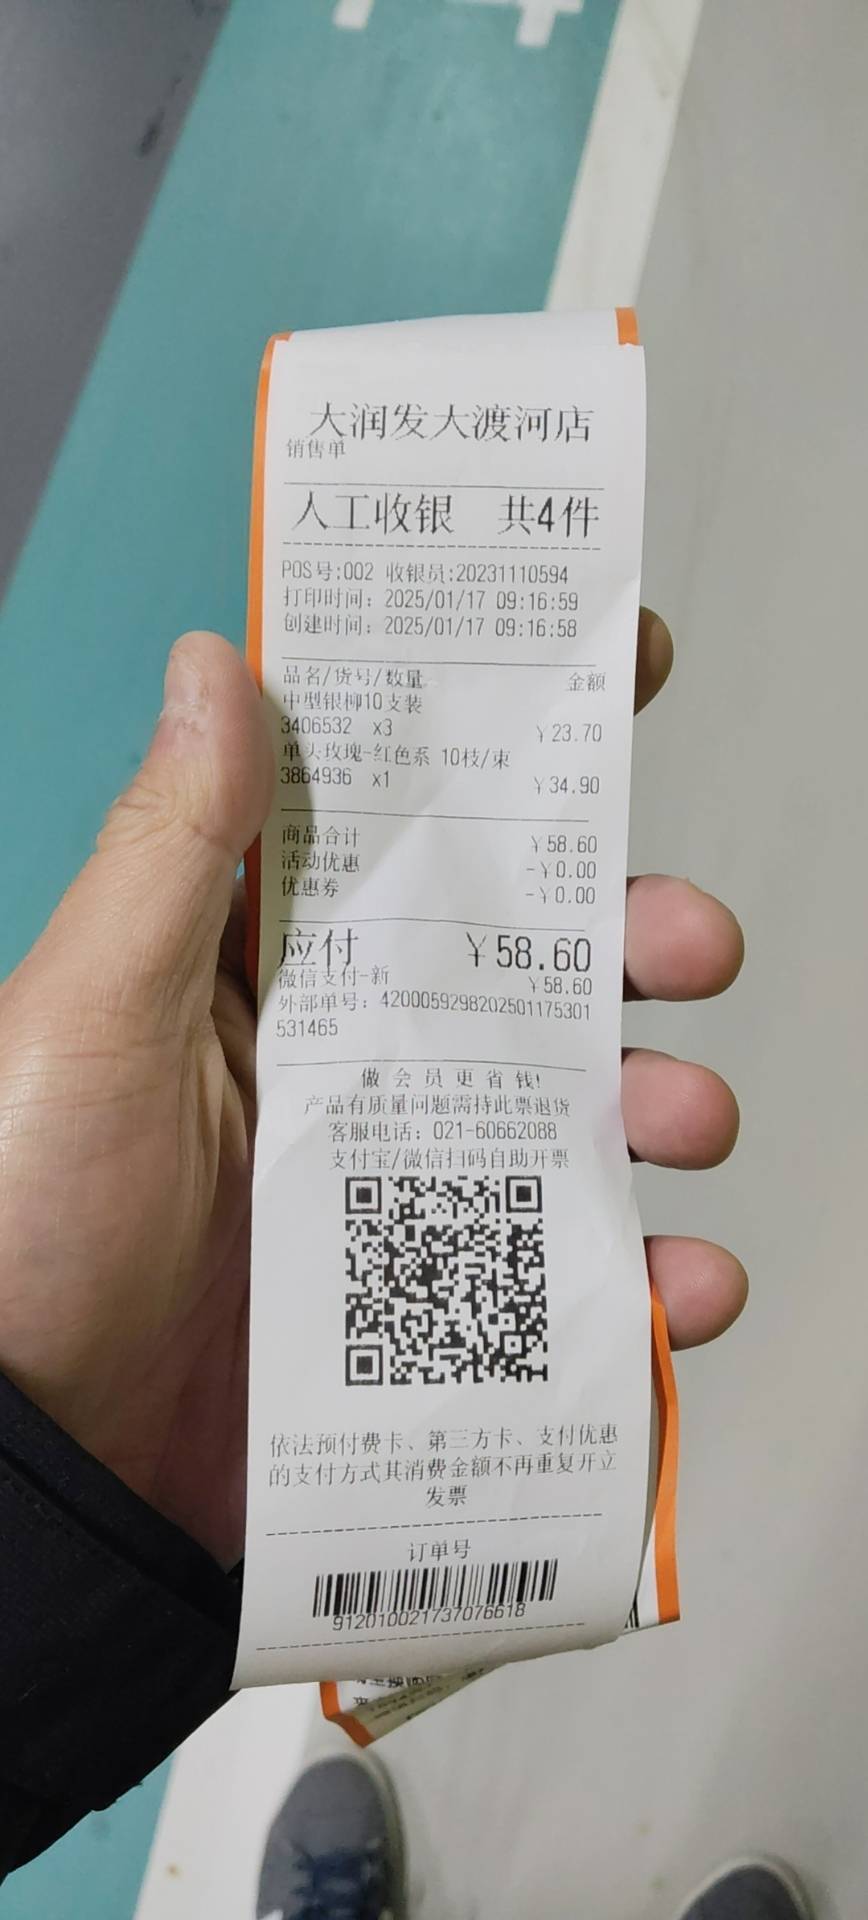 大润发大渡河店
销售单
人工收银 共4件
POS号:002 收银员:20231110594
打印时间: 2025/01/17 09:16:59
创建时间: 2025/01/17 09:16:58
品名/货号/数量 金额
中型银柳10支装
3406532 x3 ¥23.70
单头玫瑰-红色系 10枝/束
3864936 x1 ¥34.90
商品合计 ¥58.60
活动优惠 -¥0.00
优惠券 -¥0.00
应付 ¥58.60
微信支付-新 ¥58.60
外部单号: 4200059298202501175301
531465
做会员更省钱!
产品有质量问题需持此票退货
客服电话: 021-60662088
支付宝/微信扫码自助开票
依法预付费卡、第三方卡、支付优惠
的支付方式其消费金额不再重复开立
发票
订单号
912010021737076618